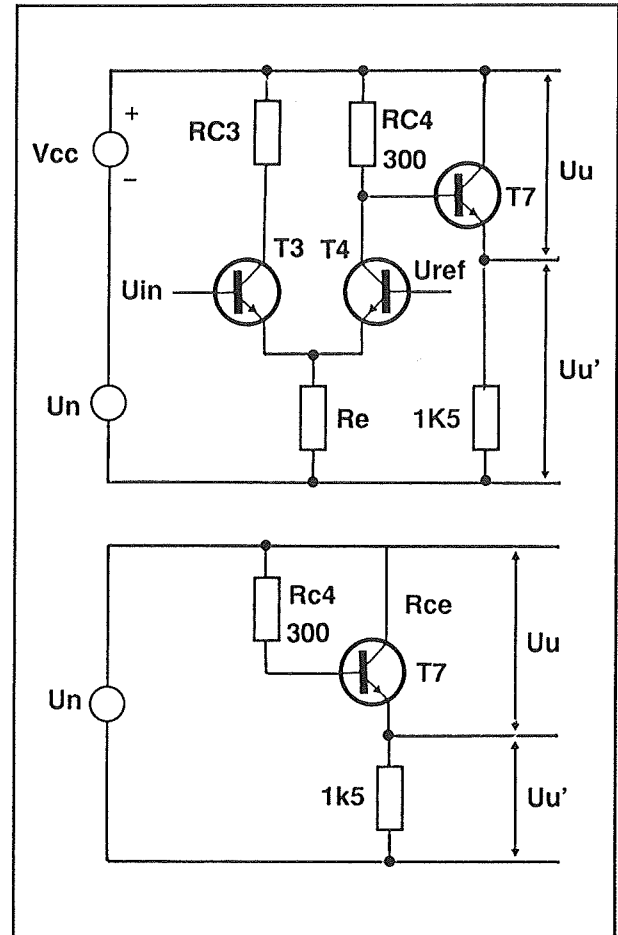 +
RC3
RC4
300
Vcc
Uu
T7
–
T3
T4
Uin
Uref
Uu'
Un
Re
1K5
Rc4
300
Rce
Uu
T7
Un
1k5
Uu'